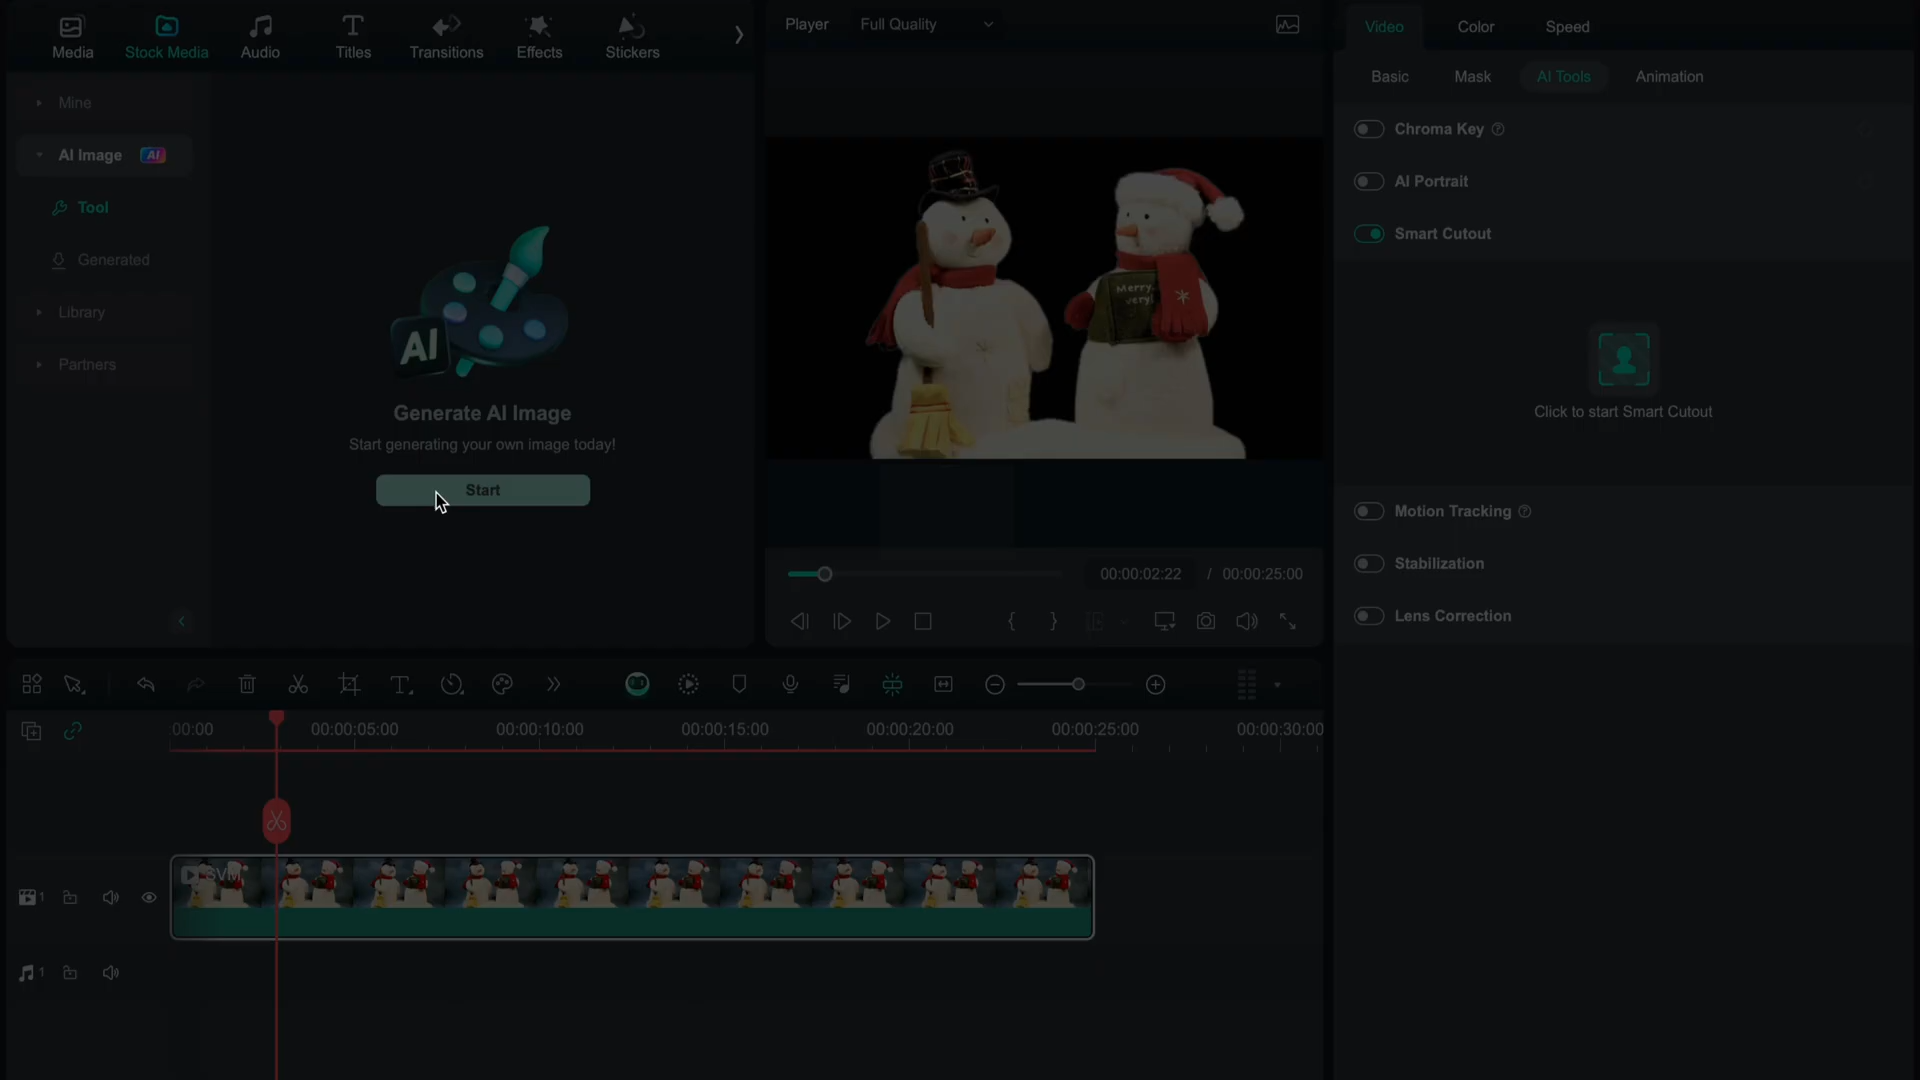 Media
Stock Media
Audio
Titles
Transitions
Effects
Stickers
Player
Full Quality
Video
Color
Speed
Basic
Mask
AI Tools
Animation
Mine
AI Image
AI
Tool
Generated
Library
Partners
AI
Generate AI Image
Start generating your own image today!
Start
Merry
very!
Chroma Key
AI Portrait
Smart Cutout
Click to start Smart Cutout
Motion Tracking
Stabilization
Lens Correction
00:00:02:22 / 00:00:25:00
00:00
00:00:05:00
00:00:10:00
00:00:15:00
00:00:20:00
00:00:25:00
00:00:30:00
1
1